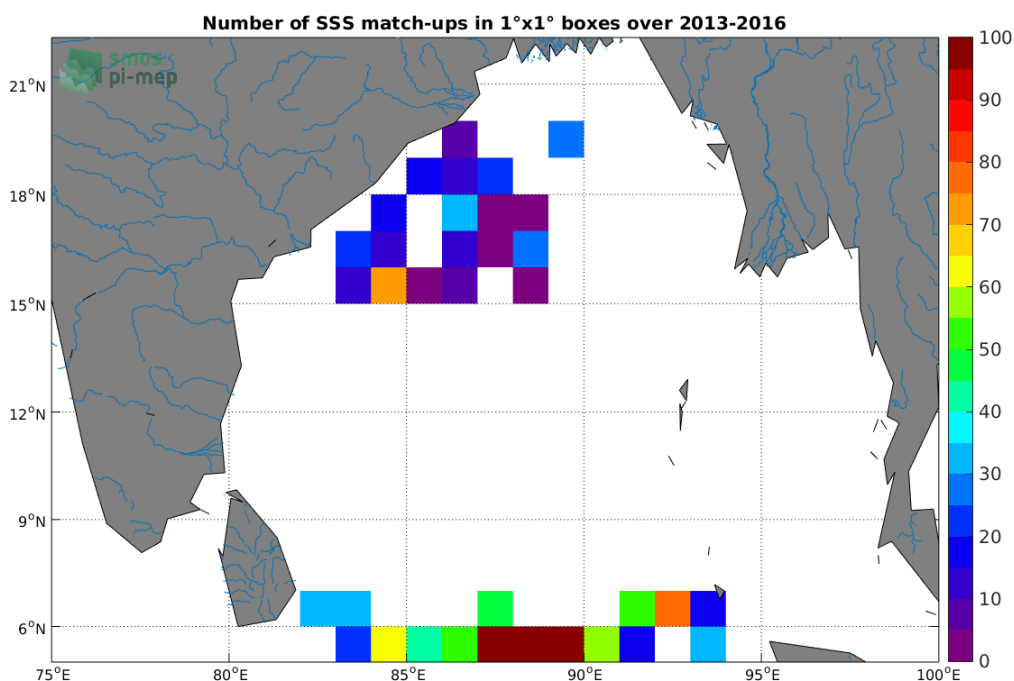 Number of SSS match-ups in 1°x1° boxes over 2013-2016
smos
pi-mep
21°N
18°N
15°N
12°N
9°N
6°N
75°E
80°E
85°E
90°E
95°E
100°E
100
90
80
70
60
50
40
30
20
10
0